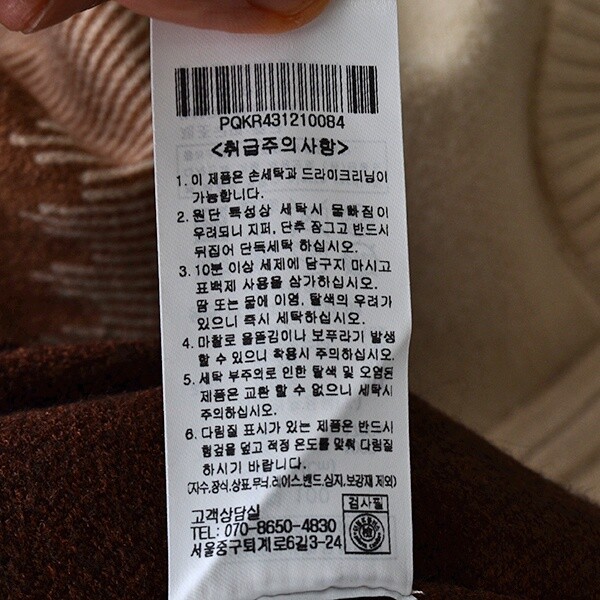 PQKR431210084
<취급주의사항>
1. 이 제품은 손세탁과 드라이크리닝이
가능합니다.
2. 원단 특성상 세탁시 물빠짐이
우려되니 지퍼, 단추 장그고 반드시
뒤집어 단독세탁 하십시오.
3. 10분 이상 세제에 담구지 마시고
표백제 사용을 삼가하십시오.
땀 또는 물에 이염, 탈색의 우려가
있으니 즉시 세탁하십시오.
4. 마찰로 올뜯김이나 보푸라기 발생
할 수 있으니 착용시 주의하십시오.
5. 세탁 부주의로 인한 탈색 및 오염된
제품은 교환 할 수 없으니 세탁시
주의하십시오.
6. 다림질 표시가 있는 제품은 반드시
헝겊을 덮고 적정 온도를 맞춰 다림질
하시기 바랍니다.
(자수,장식,상표,무늬,레이스,밴드,심지,보강재 제외)
고객상담실
검사필
TEL: 070-8650-4830
서울중구퇴계로6길3-24